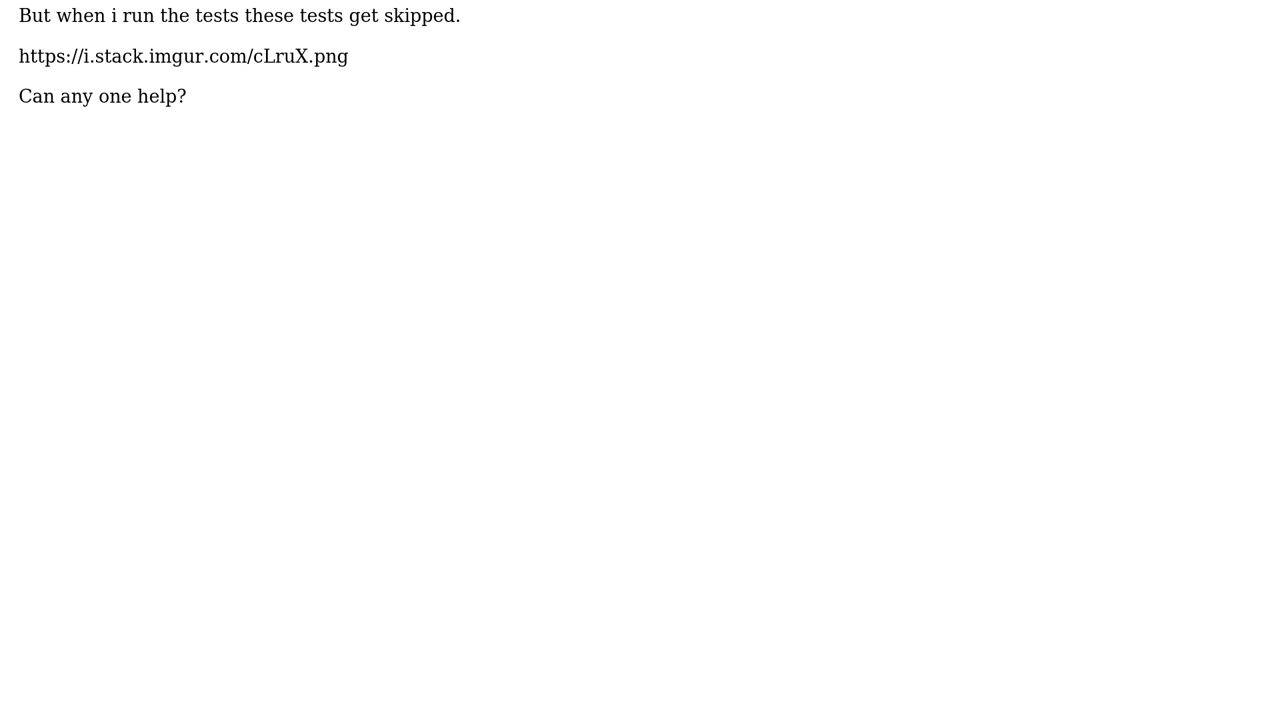 But when i run the tests these tests get skipped.
https://i.stack.imgur.com/cLruX.png
Can any one help?